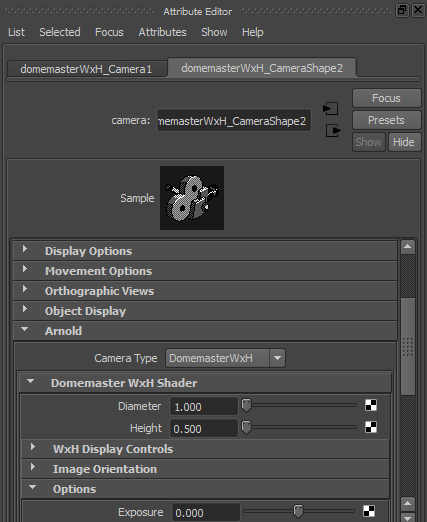 Attribute Editor
List Selected Focus Attributes Show Help
domemasterWxH_Camera1 domemasterWxH_CameraShape2
Focus
camera: memasterWxH_CameraShape2 Presets
Show Hide
Sample
Display Options
Movement Options
Orthographic Views
Object Display
Arnold
Camera Type DomemasterWxH
Domemaster WxH Shader
Diameter 1.000
Height 0.500
WxH Display Controls
Image Orientation
Options
Exposure 0.000